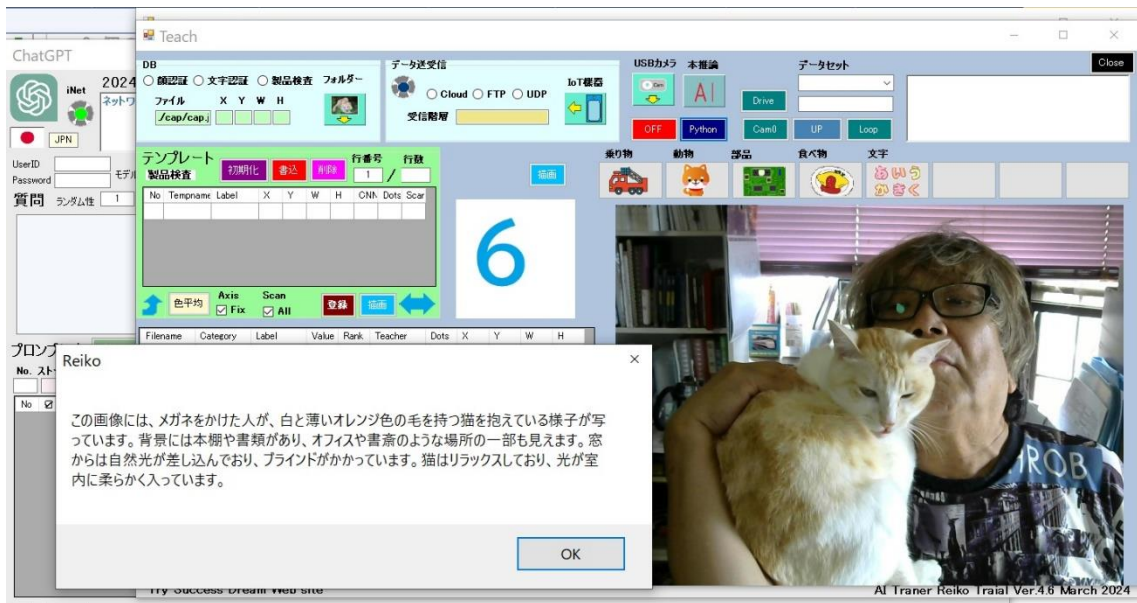 Teach
ChatGPT
iNet
2024
ネットワ
JPN
UserID
Password
モデル
質問
ランダム性
1
No. スト
No
DB
顔認証 文字認証 製品検査 フォルダー
ファイル X Y W H
/cap/cap.j
データ送受信
IoT機器
Cloud FTP UDP
受信階層
USBカメラ 本推論
Cam
AI
OFF Python
Drive
Cam0
データセット
UP Loop
Close
テンプレート
製品検査
初期化 書込 削除
行番号 行数
1 /
No Tempname Label X Y W H CNN Dots Scar
色平均
Axis Scan
Fix All
登録 描画
描画
乗り物 動物 部品 食べ物 文字
あいう
かきく
6
Filename Category Label Value Rank Teacher Dots X Y W H
Reiko
この画像には、メガネをかけた人が、白と薄いオレンジ色の毛を持つ猫を抱えている様子が写
っています。背景には本棚や書類があり、オフィスや書斎のような場所の一部も見えます。窓
からは自然光が差し込んでおり、ブラインドがかかっています。猫はリラックスしており、光が室
内に柔らかく入っています。
OK
ROB
Try Success Dream Web site
AI Traner Reiko Traial Ver.4.6 March 2024